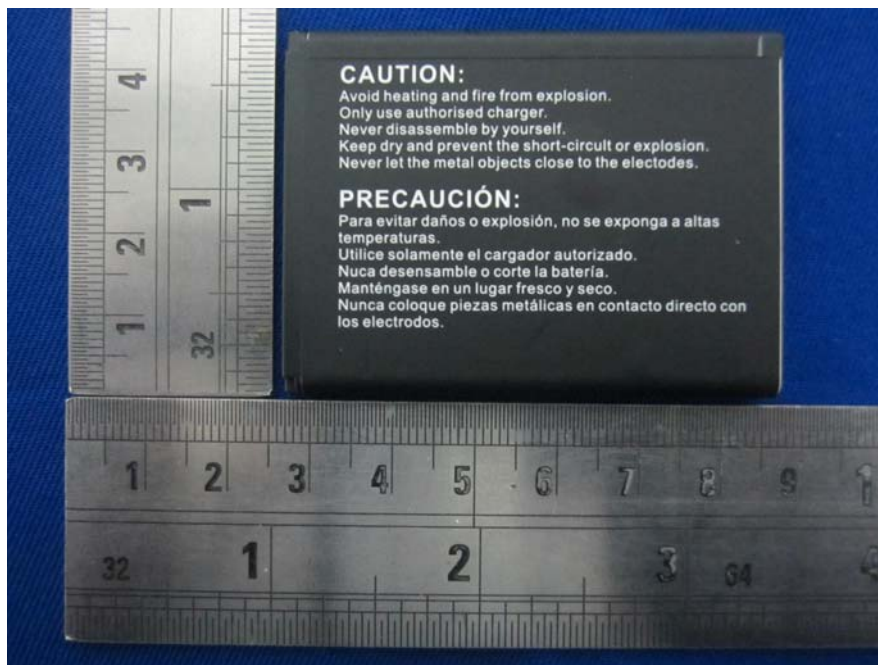 CAUTION:
Avoid heating and fire from explosion.
Only use authorised charger.
Never disassemble by yourself.
Keep dry and prevent the short-circult or explosion.
Never let the metal objects close to the electodes.
PRECAUCIÓN:
Para evitar daños o explosión, no se exponga a altas
temperaturas.
Utilice solamente el cargador autorizado.
Nuca desensamble o corte la batería.
Manténgase en un lugar fresco y seco.
Nunca coloque piezas metálicas en contacto directo con
los electrodos.
4
3
2
1
1
32
1 2 3 4 5 6 7 8 9 1
32 1 2 3 64 4